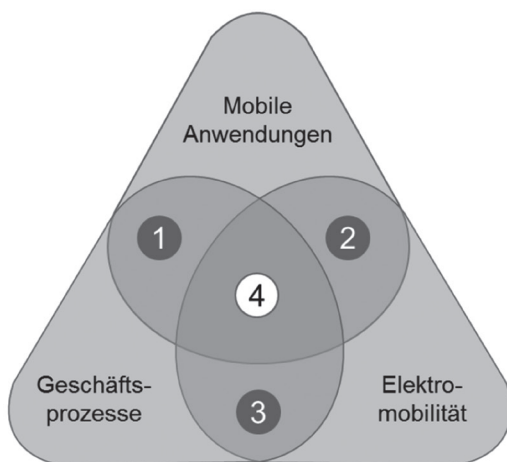 Mobile
Anwendungen
1
2
4
Geschäfts-
prozesse
Elektro-
mobilität
3